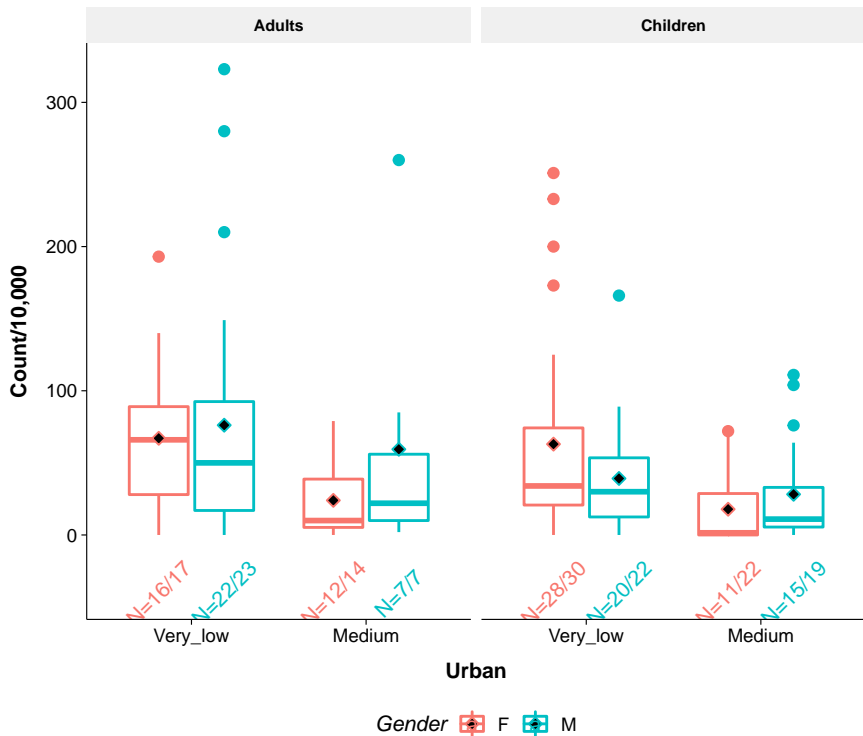 Adults
Children
Count/10,000
300
200
100
0
N=16/17
N=22/23
N=12/14
N=7/7
N=28/30
N=20/22
N=11/22
N=15/19
Very_low
Medium
Very_low
Medium
Urban
Gender F M